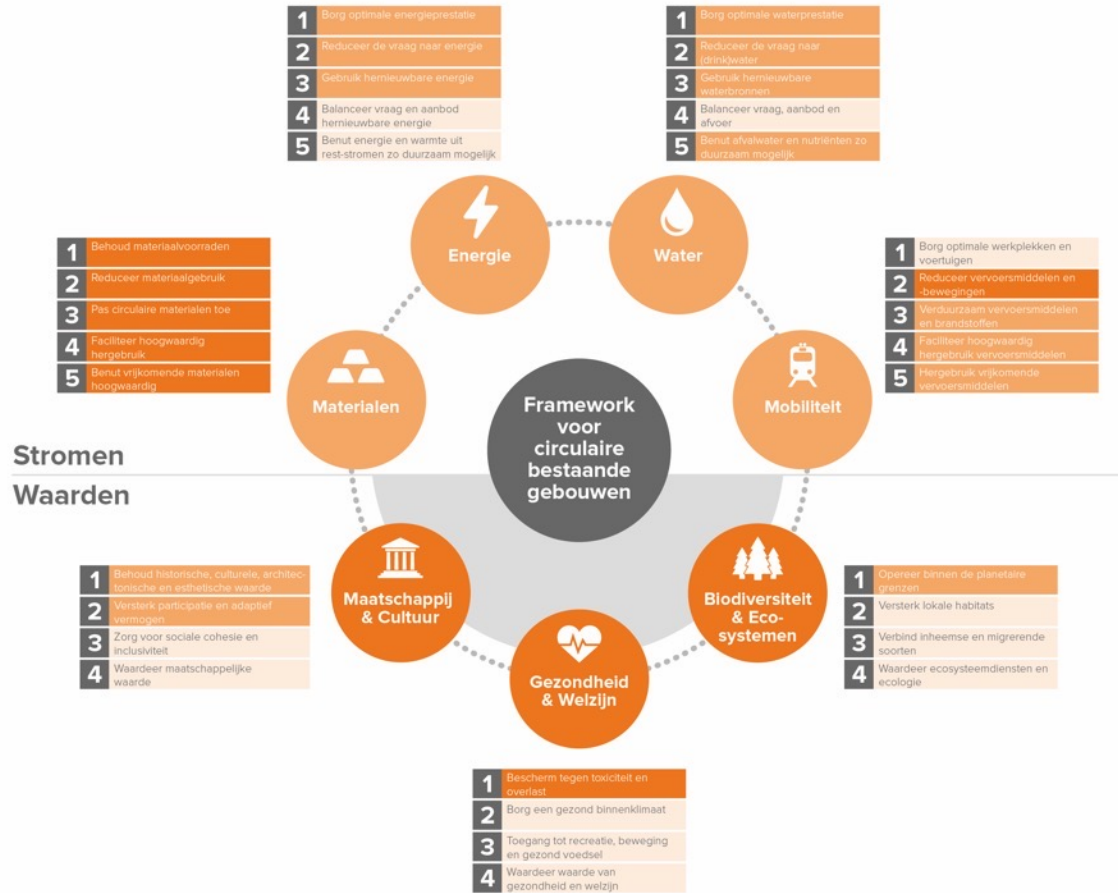 1 Borg optimale energieprestatie
2 Reduceer de vraag naar energie
3 Gebruik hernieuwbare energie
4 Balanceer vraag en aanbod
hernieuwbare energie
5 Benut energie en warmte uit
rest-stromen zo duurzaam mogelijk
1 Borg optimale waterprestatie
2 Reduceer de vraag naar
(drink)water
3 Gebruik hernieuwbare
waterbronnen
4 Balanceer vraag, aanbod en
afvoer
5 Benut afvalwater en nutriënten zo
duurzaam mogelijk
Energie
Water
1 Behoud materiaalvoorraden
2 Reduceer materiaalgebruik
3 Pas circulaire materialen toe
4 Faciliteer hoogwaardig
hergebruik
5 Benut vrijkomende materialen
hoogwaardig
1 Borg optimale werkplekken en
voertuigen
2 Reduceer vervoersmiddelen en
-bewegingen
3 Verduurzaam vervoersmiddelen
en brandstoffen
4 Faciliteer hoogwaardig
hergebruik vervoersmiddelen
5 Hergebruik vrijkomende
vervoersmiddelen
Materialen
Framework
voor
circulaire
bestaande
gebouwen
Mobiliteit
Stromen
Waarden
1 Behoud historische, culturele, architec-
tonische en esthetische waarde
2 Versterk participatie en adaptief
vermogen
3 Zorg voor sociale cohesie en
inclusiviteit
4 Waardeer maatschappelijke
waarde
Maatschappij
& Cultuur
Gezondheid
& Welzijn
Biodiversiteit
& Eco-
systemen
1 Opereer binnen de planetaire
grenzen
2 Versterk lokale habitats
3 Verbind inheemse en migrerende
soorten
4 Waardeer ecosysteemdiensten en
ecologie
1 Bescherm tegen toxiciteit en
overlast
2 Borg een gezond binnenklimaat
3 Toegang tot recreatie, beweging
en gezond voedsel
4 Waardeer waarde van
gezondheid en welzijn